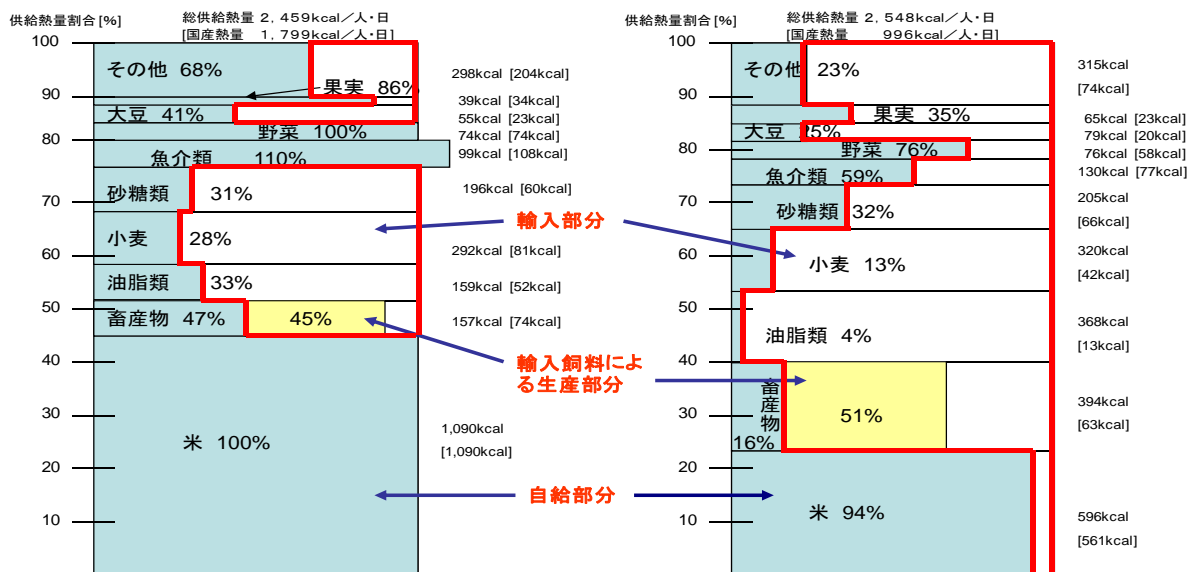 供給熱量割合 [%]
総供給熱量 2,459kcal/人・日
[国産熱量 1,799kcal/人・日]
100
90
80
70
60
50
40
30
20
10
その他 68%
果実 86%
大豆 41%
野菜 100%
魚介類 110%
砂糖類 31%
小麦 28%
油脂類 33%
畜産物 47%
45%
米 100%
298kcal [204kcal]
39kcal [34kcal]
55kcal [23kcal]
74kcal [74kcal]
99kcal [108kcal]
196kcal [60kcal]
292kcal [81kcal]
159kcal [52kcal]
157kcal [74kcal]
1,090kcal
[1,090kcal]
輸入部分
輸入飼料によ
る生産部分
自給部分
供給熱量割合 [%]
総供給熱量 2,548kcal/人・日
[国産熱量 996kcal/人・日]
100
90
80
70
60
50
40
30
20
10
その他 23%
果実 35%
大豆 25%
野菜 76%
魚介類 59%
砂糖類 32%
小麦 13%
油脂類 4%
畜産物
16%
51%
米 94%
315kcal
[74kcal]
65kcal [23kcal]
79kcal [20kcal]
76kcal [58kcal]
130kcal [77kcal]
205kcal
[66kcal]
320kcal
[42kcal]
368kcal
[13kcal]
394kcal
[63kcal]
596kcal
[561kcal]